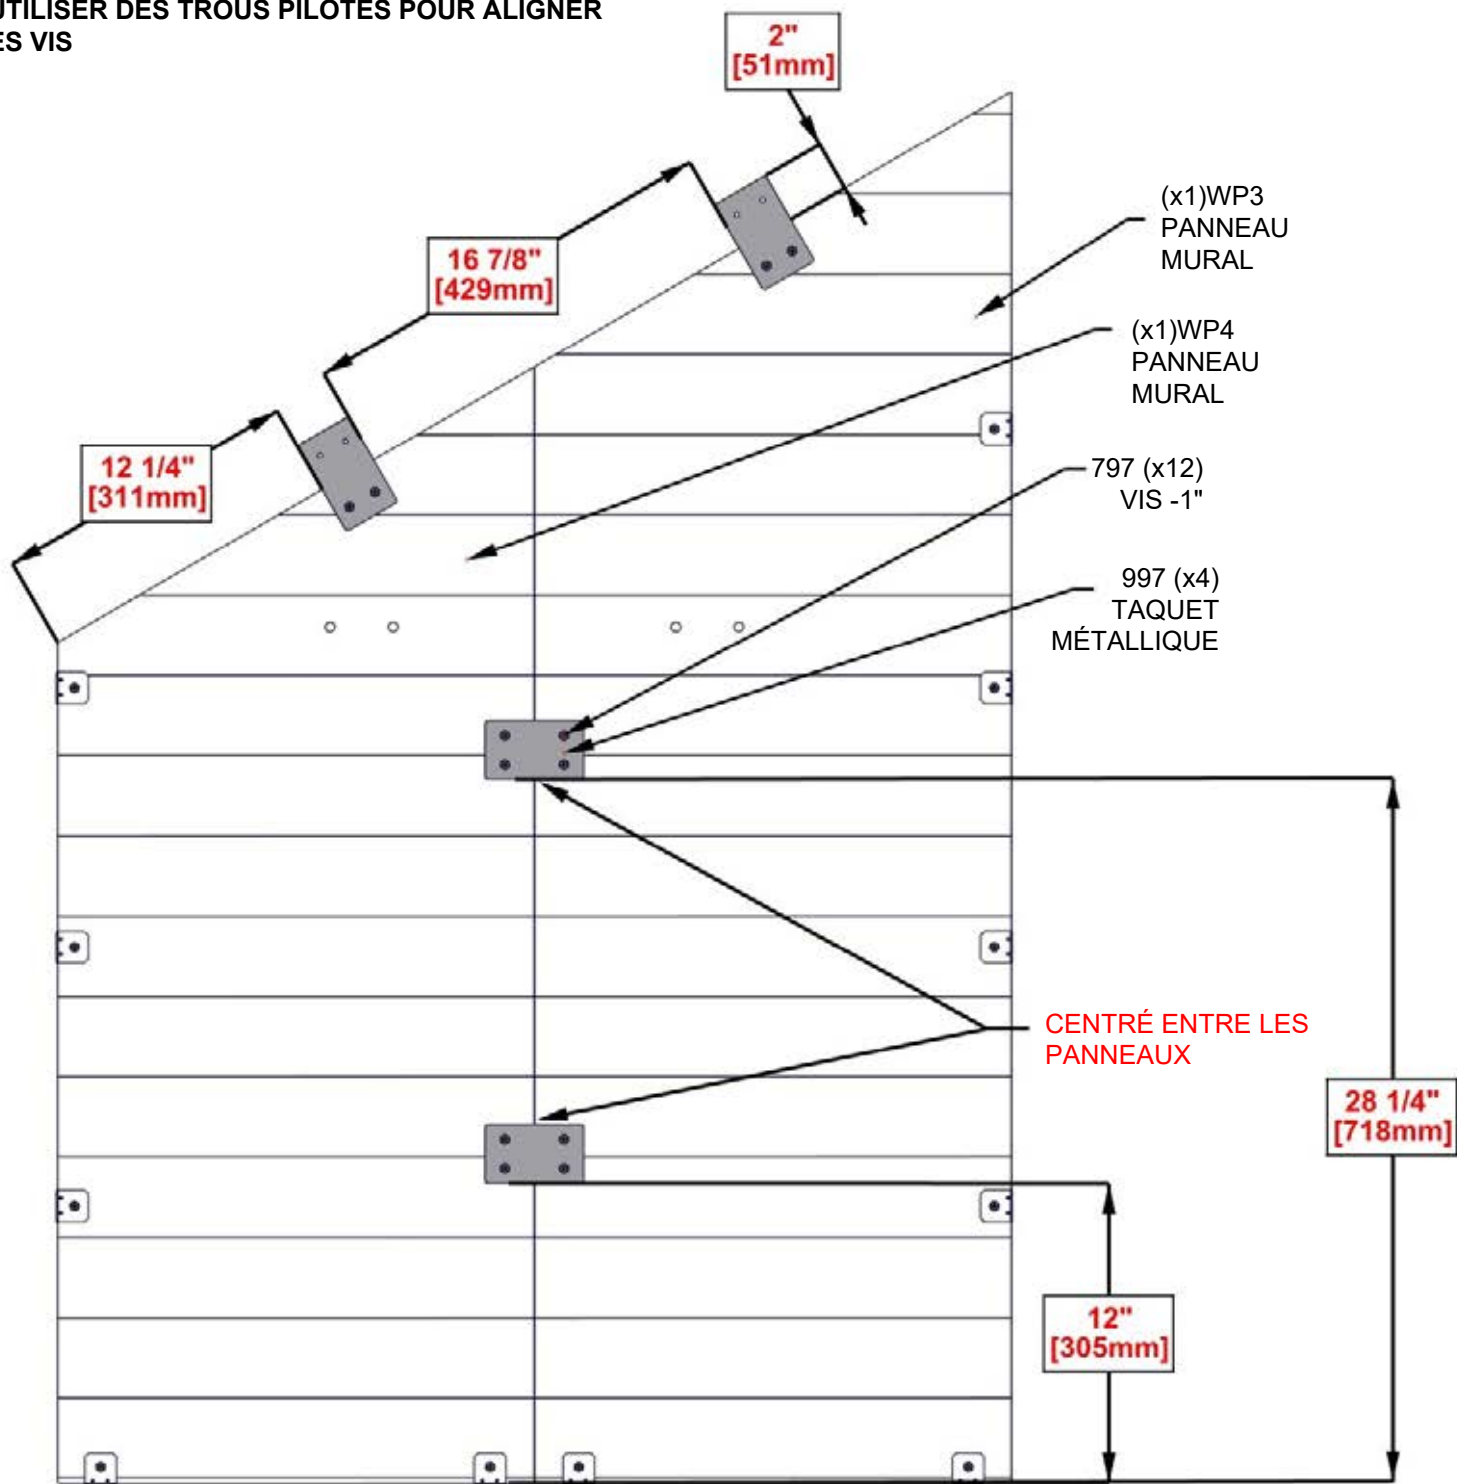 UTILISER DES TROUS PILOTES POUR ALIGNER
ES VIS
2"
[51mm]
16 7/8"
[429mm]
12 1/4"
[311mm]
(x1)WP3
PANNEAU
MURAL
(x1)WP4
PANNEAU
MURAL
797 (x12)
VIS -1"
997 (x4)
TAQUET
MÉTALLIQUE
CENTRÉ ENTRE LES
PANNEAUX
28 1/4"
[718mm]
12"
[305mm]